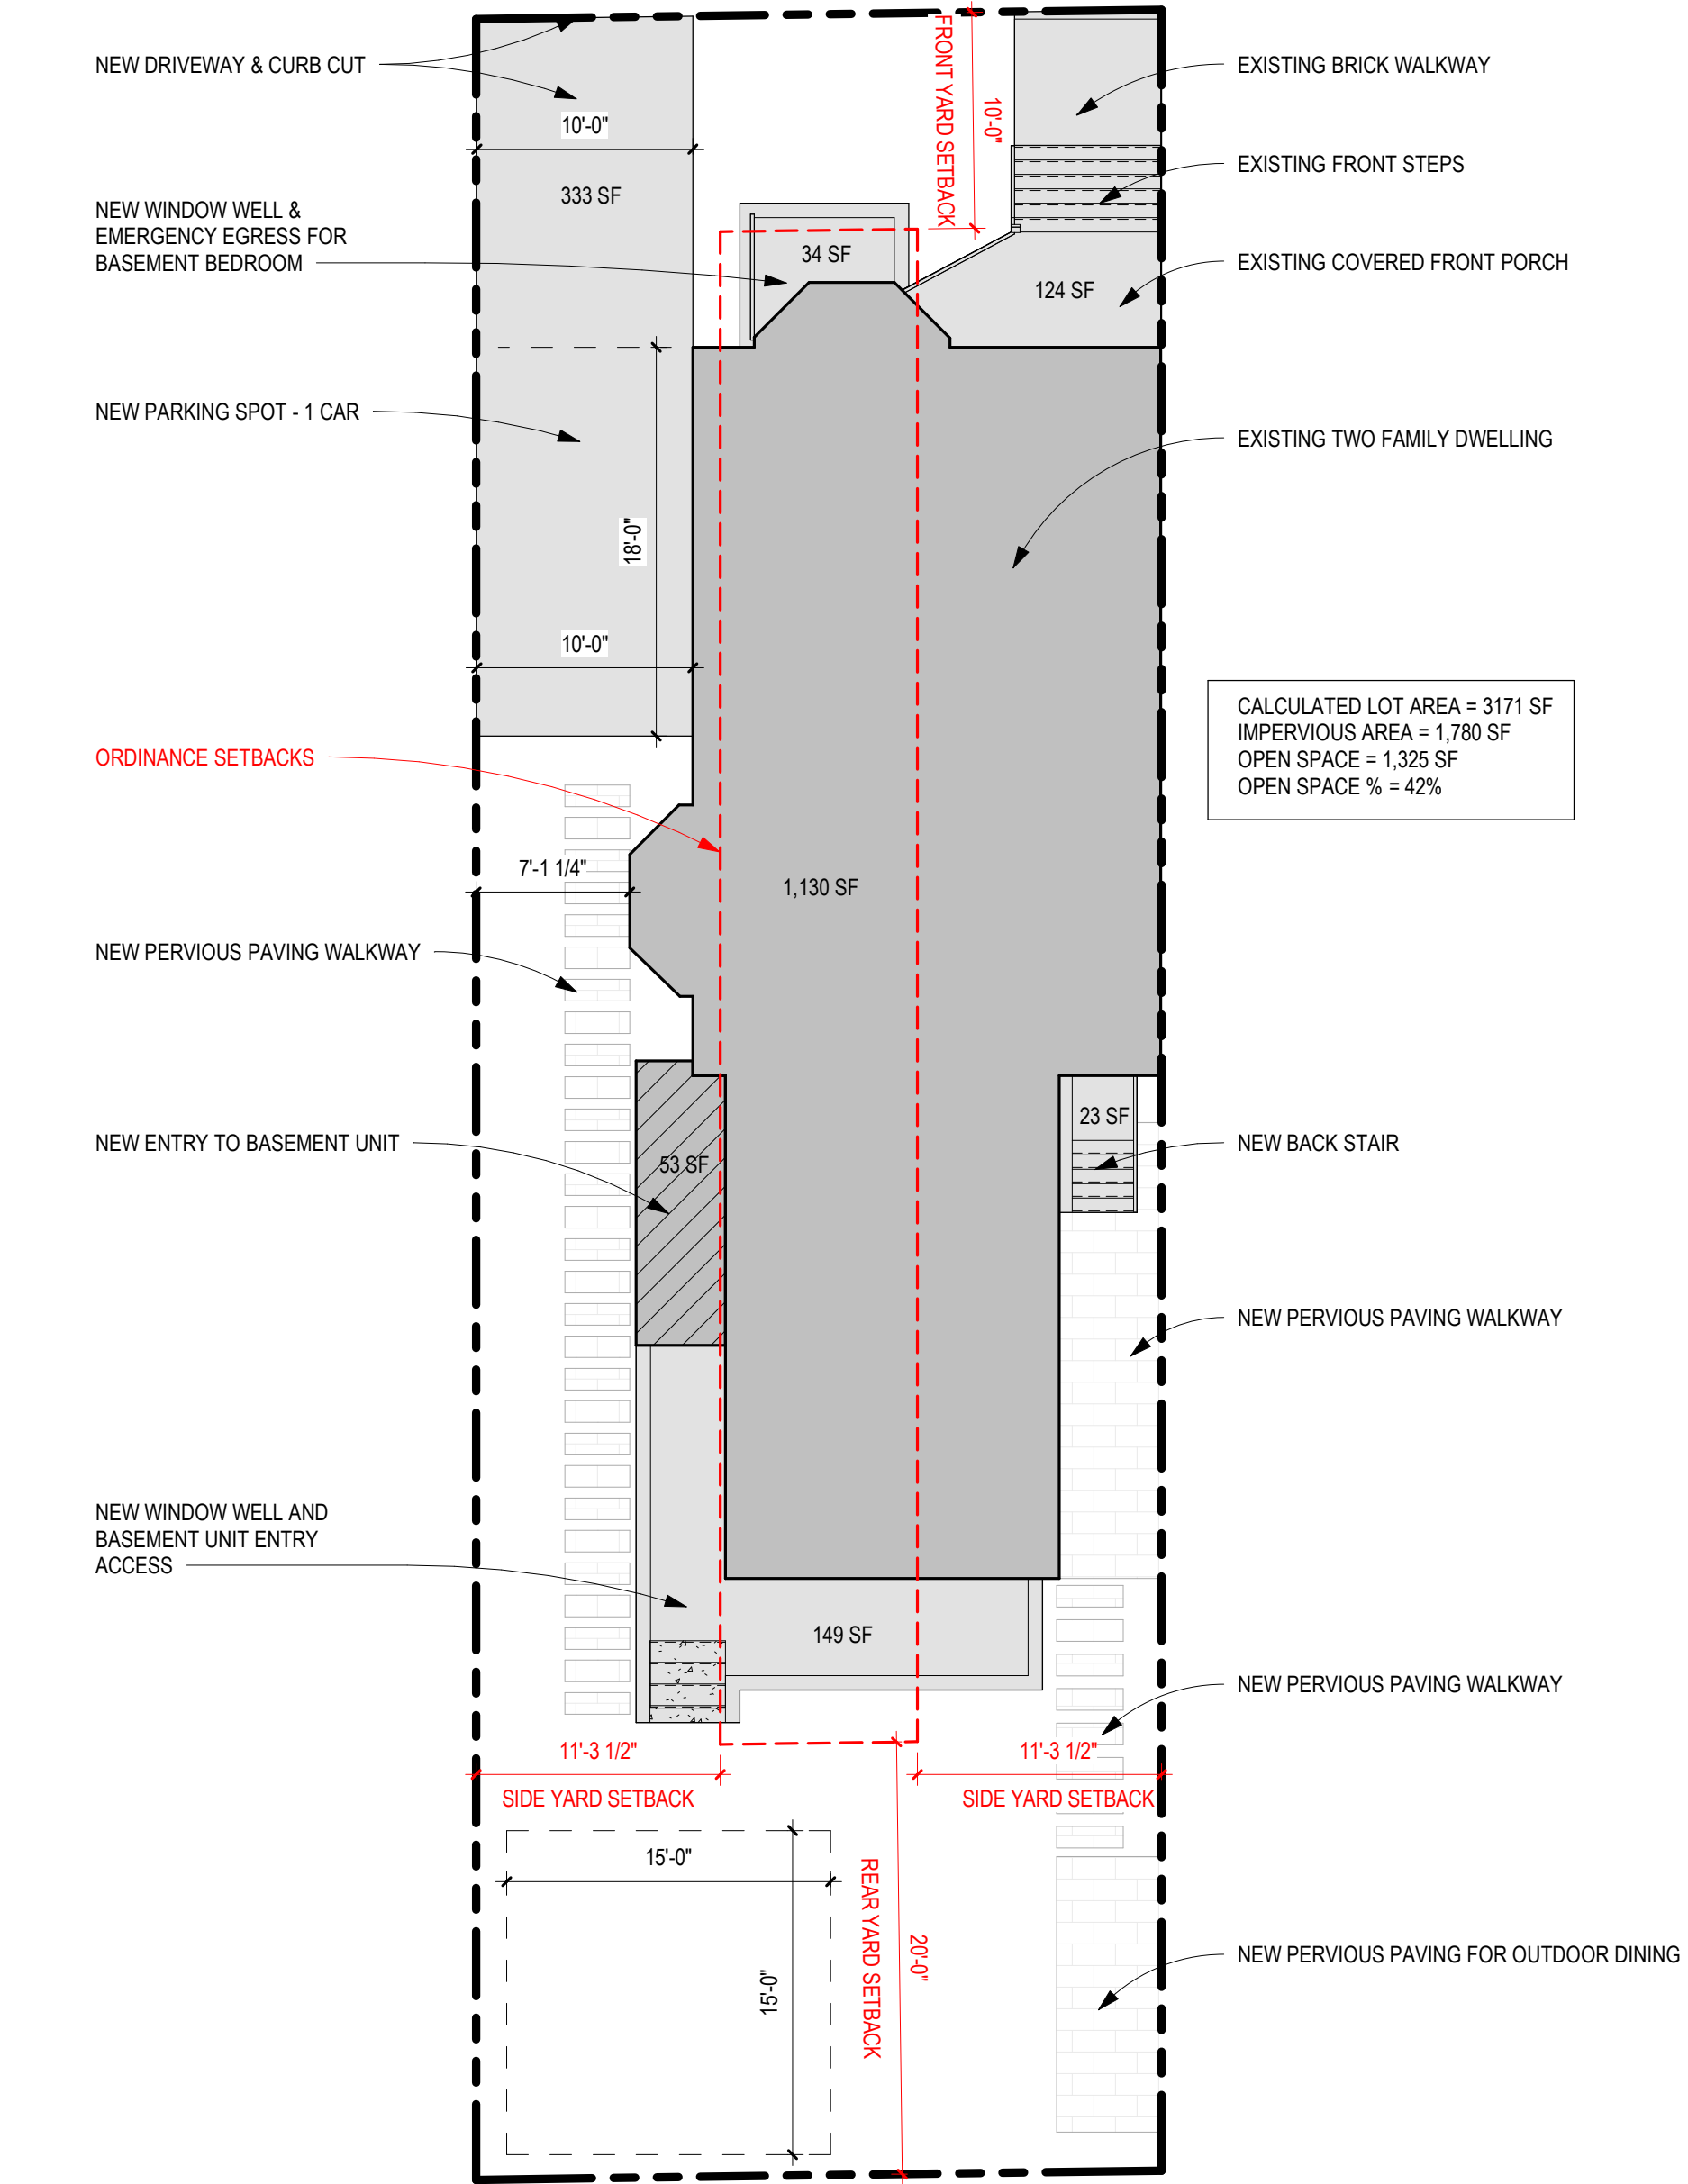 NEW DRIVEWAY & CURB CUT
10'-0"
333 SF
FRONT YARD SETBACK
10'-0"
EXISTING BRICK WALKWAY
EXISTING FRONT STEPS
NEW WINDOW WELL &
EMERGENCY EGRESS FOR
BASEMENT BEDROOM
34 SF
124 SF
EXISTING COVERED FRONT PORCH
NEW PARKING SPOT - 1 CAR
18'-0"
10'-0"
EXISTING TWO FAMILY DWELLING
CALCULATED LOT AREA = 3171 SF
IMPERVIOUS AREA = 1,780 SF
OPEN SPACE = 1,325 SF
OPEN SPACE % = 42%
ORDINANCE SETBACKS
7'-1 1/4"
1,130 SF
NEW PERVIOUS PAVING WALKWAY
NEW ENTRY TO BASEMENT UNIT
53 SF
23 SF
NEW BACK STAIR
NEW PERVIOUS PAVING WALKWAY
NEW WINDOW WELL AND
BASEMENT UNIT ENTRY
ACCESS
149 SF
NEW PERVIOUS PAVING WALKWAY
11'-3 1/2"
SIDE YARD SETBACK
11'-3 1/2"
SIDE YARD SETBACK
15'-0"
15'-0"
REAR YARD SETBACK
20'-0"
NEW PERVIOUS PAVING FOR OUTDOOR DINING